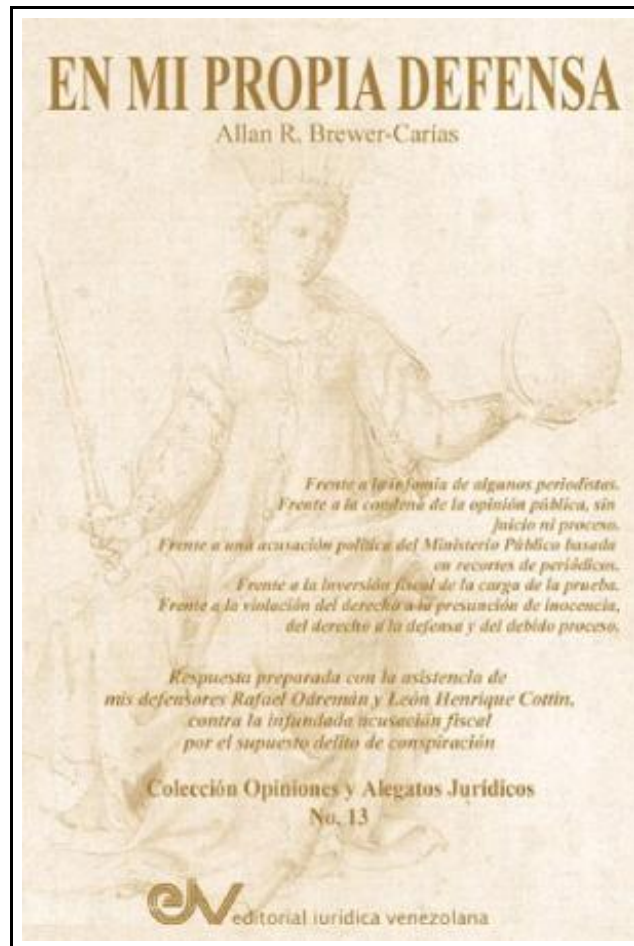 EN MI PROPIA DEFENSA
Allan R. Brewer-Carías
Frente a la infamia de algunos periodistas.
Frente a la condena de la opinión pública, sin
juicio ni proceso.
Frente a una acusación política del Ministerio Público basada
en recortes de periódicos.
Frente a la inversión fiscal de la carga de la prueba.
Frente a la violación del derecho a la presunción de inocencia,
del derecho a la defensa y del debido proceso.
Respuesta preparada con la asistencia de
mis defensores Rafael Odremán y León Henrique Cottin,
contra la infundada acusación fiscal
por el supuesto delito de conspiración
Colección Opiniones y Alegatos Jurídicos
No. 13
ejv editorial jurídica venezolana